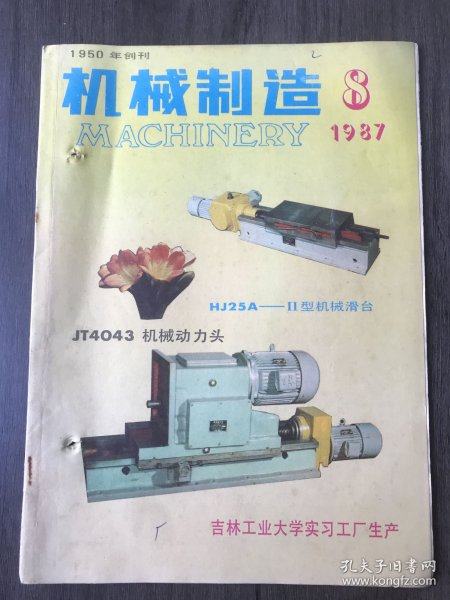 1950 年创刊
机械制造 8
MACHINERY 1987
HJ25A——II型机械滑台
JT4043 机械动力头
吉林工业大学实习工厂生产
孔夫子旧书网
www.kongfz.com